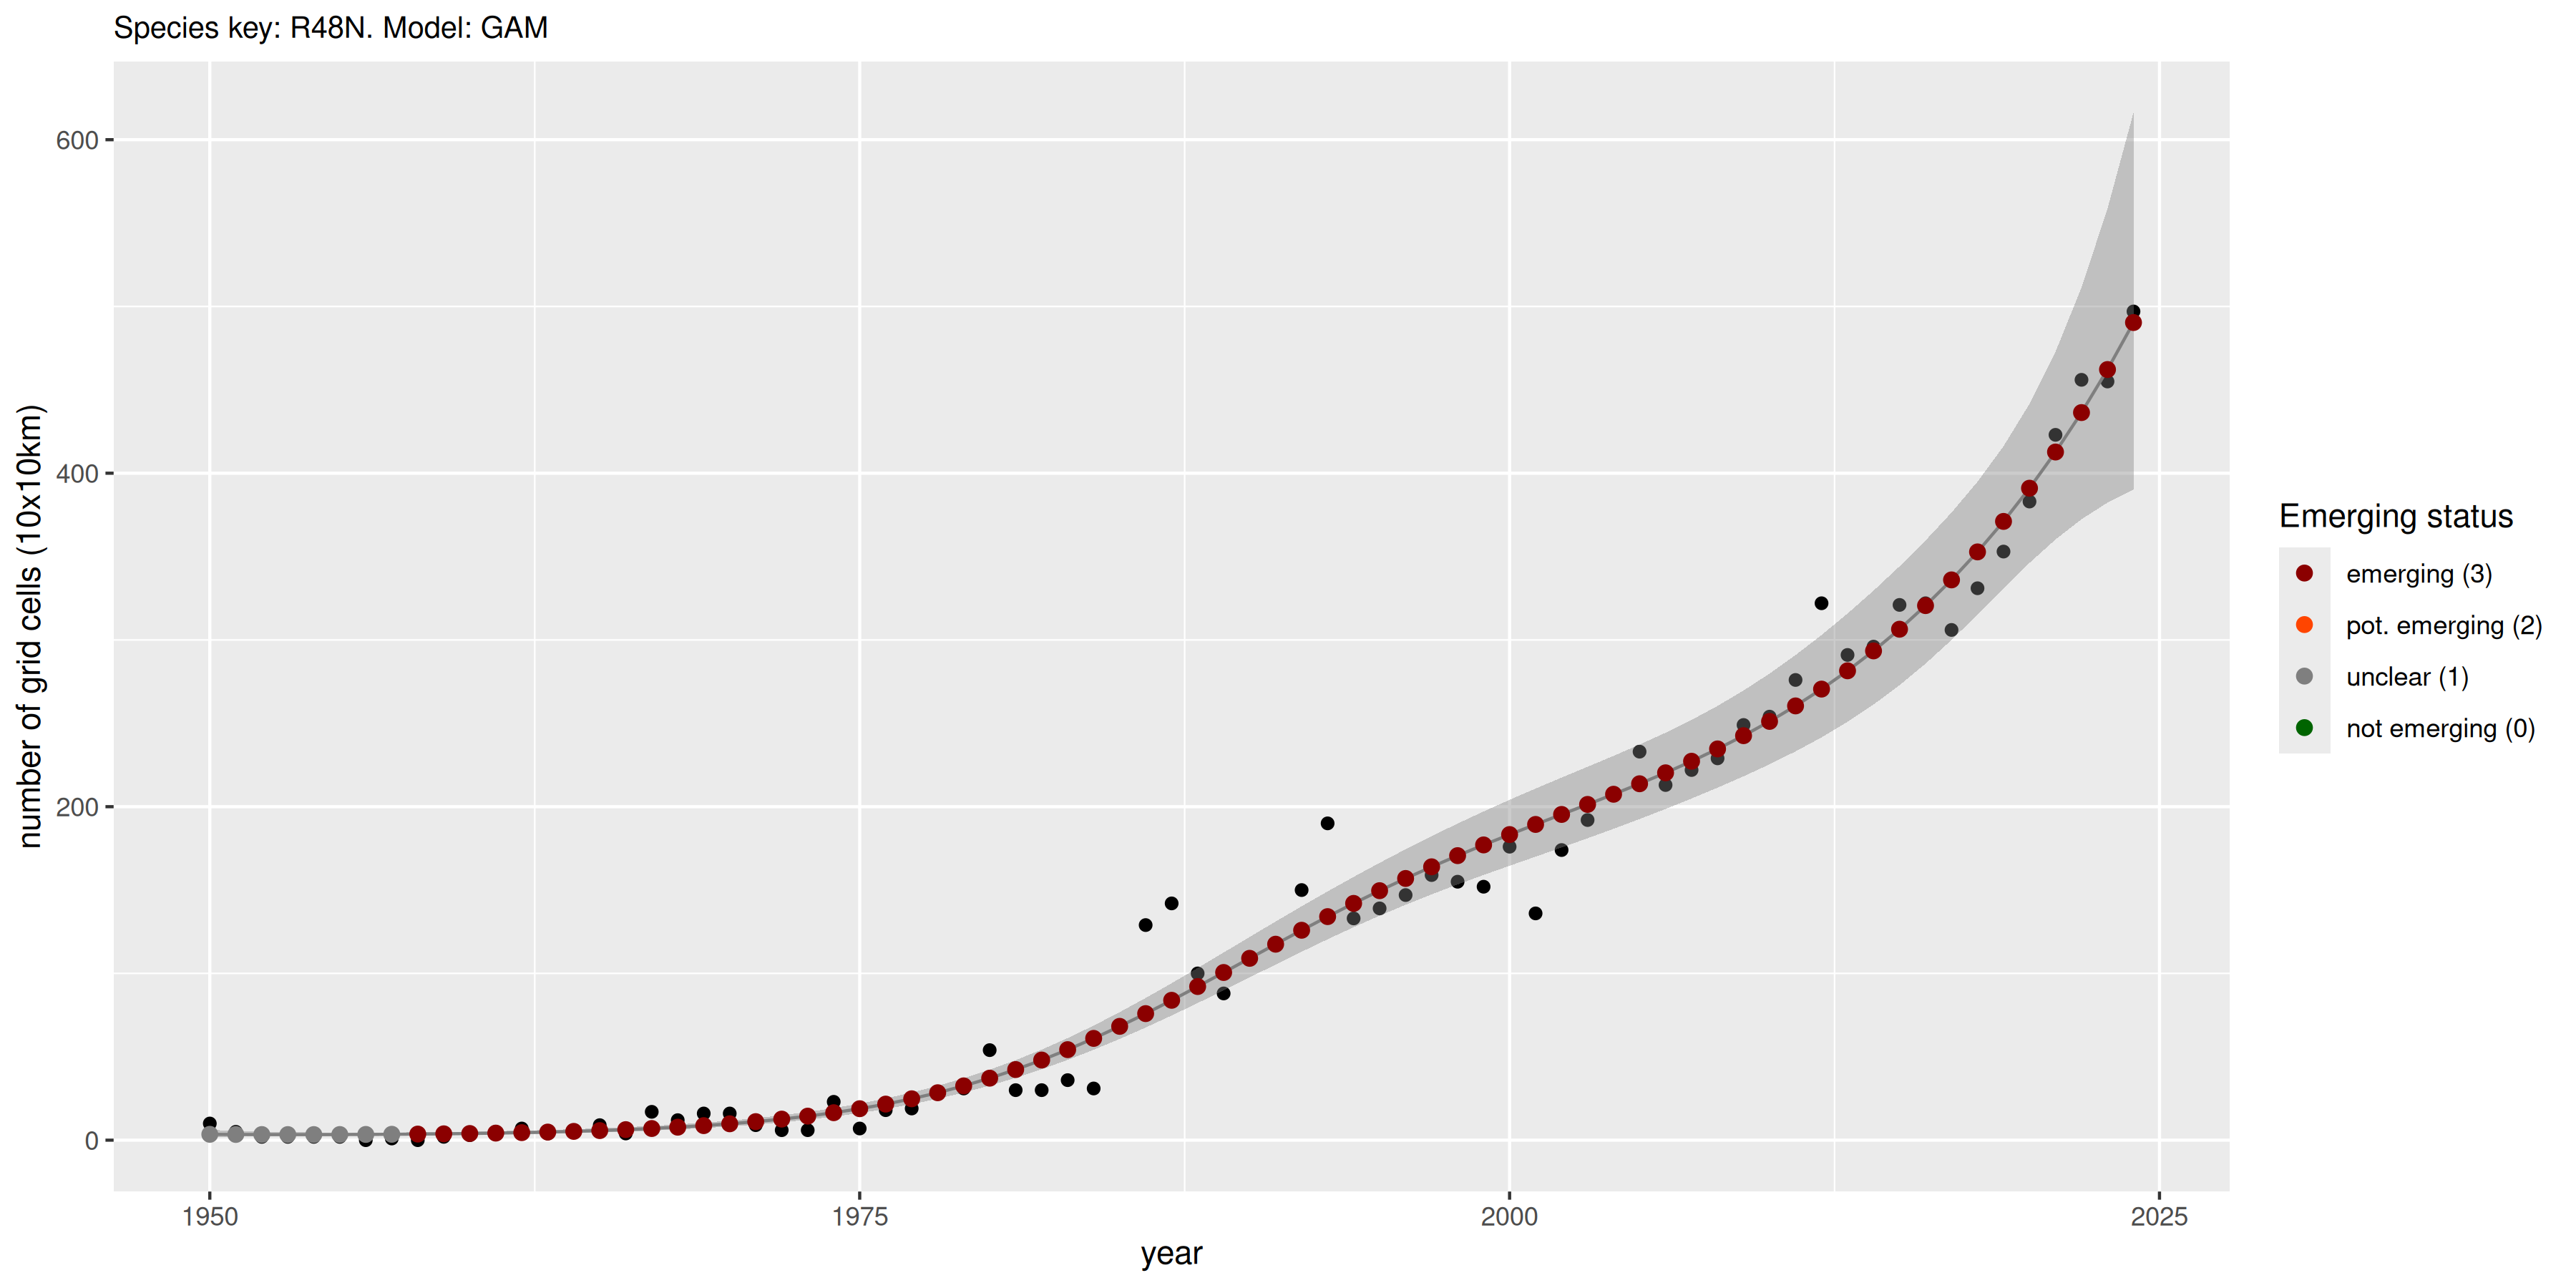 Species key: R48N. Model: GAM
number of grid cells (10x10km)
600
400
200
0
1950
1975
2000
2025
year
Emerging status
emerging (3)
pot. emerging (2)
unclear (1)
not emerging (0)